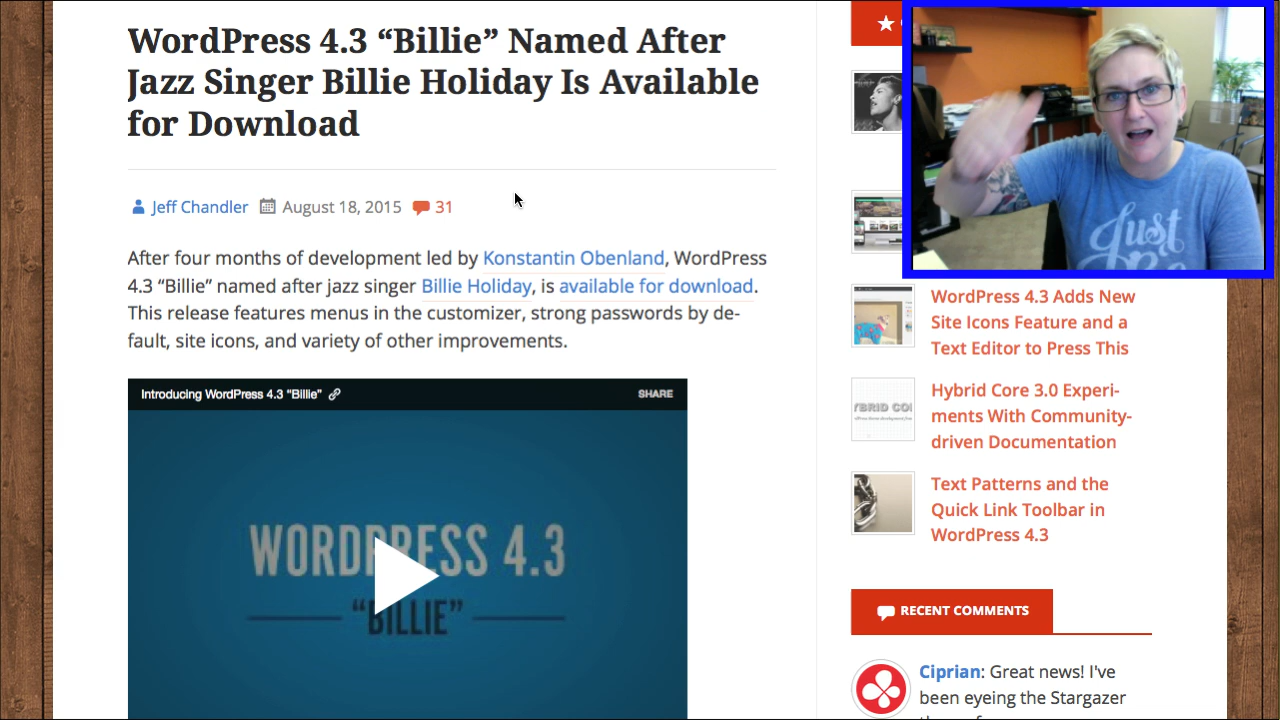 WordPress 4.3 “Billie” Named After
Jazz Singer Billie Holiday Is Available
for Download
Jeff Chandler August 18, 2015 31
After four months of development led by Konstantin Obenland, WordPress
4.3 “Billie” named after jazz singer Billie Holiday, is available for download.
This release features menus in the customizer, strong passwords by de-
fault, site icons, and variety of other improvements.
Introducing WordPress 4.3 “Billie” SHARE
WORDPRESS 4.3
“BILLIE”
Just
WordPress 4.3 Adds New
Site Icons Feature and a
Text Editor to Press This
Hybrid Core 3.0 Experi-
ments With Community-
driven Documentation
Text Patterns and the
Quick Link Toolbar in
WordPress 4.3
RECENT COMMENTS
Ciprian: Great news! I've
been eyeing the Stargazer